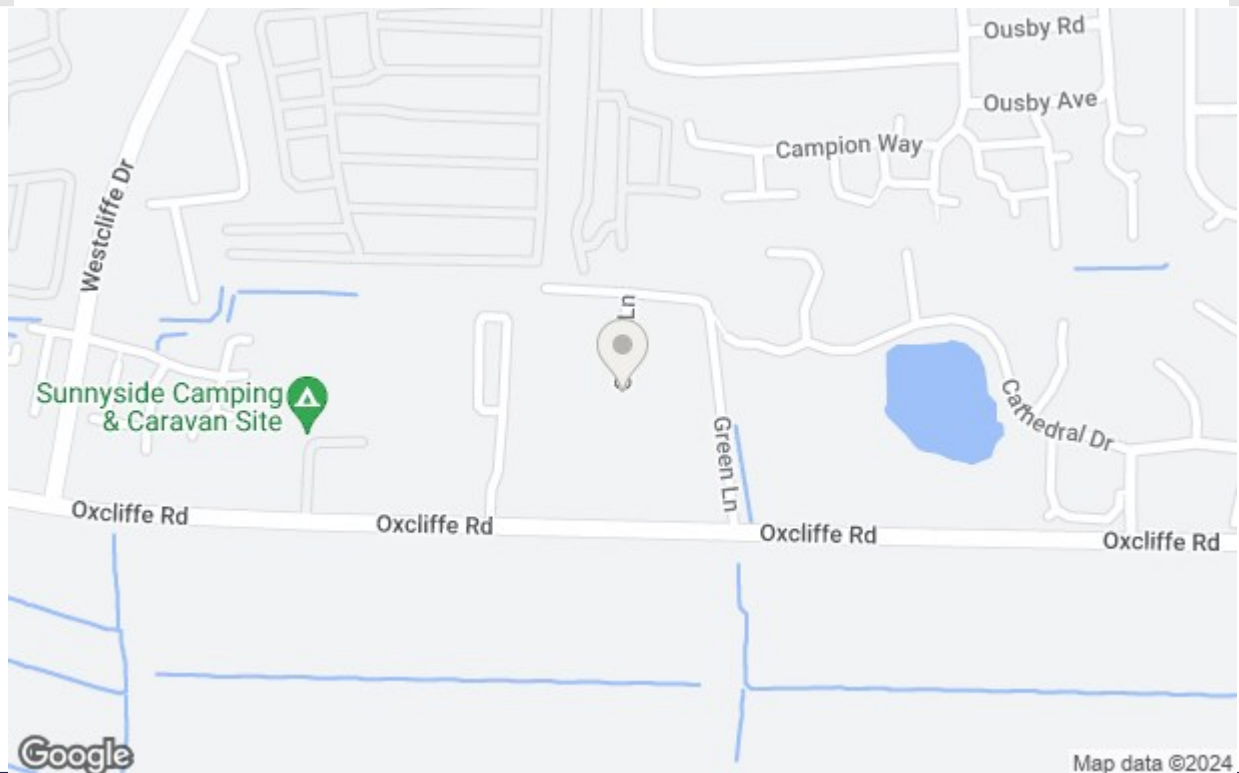 Ousby Rd
Ousby Ave
Campion Way
Westcliffe Dr
Ln
Sunnyside Camping
& Caravan Site
Cathedral Dr
Green Ln
Oxcliffe Rd
Oxcliffe Rd
Oxcliffe Rd
Oxcliffe Rd
Google
Map data ©2024